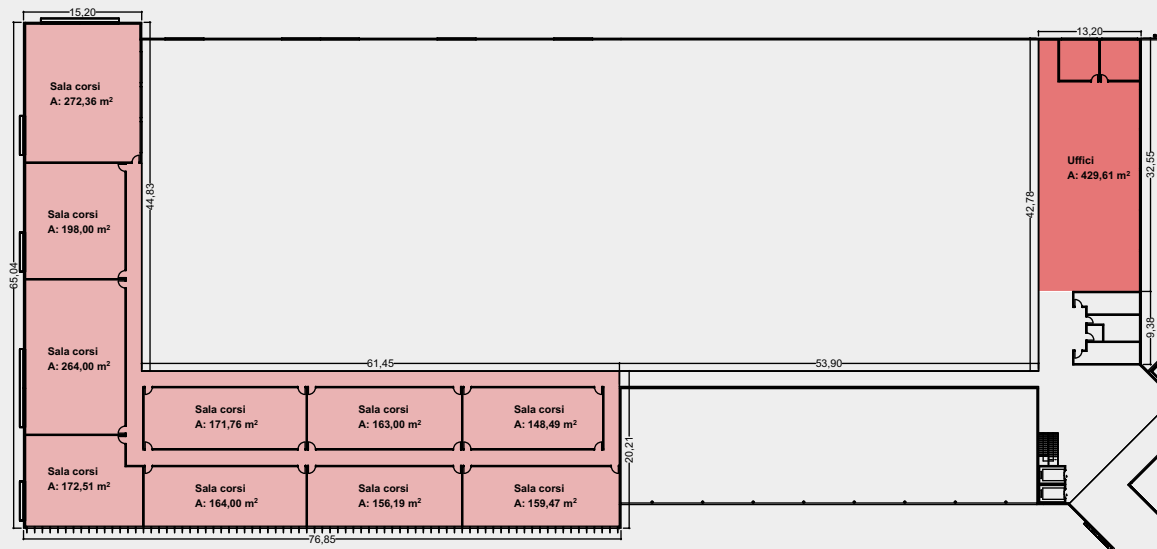 15,20
13,20
Sala corsi
A: 272,36 m²
Uffici
A: 429,61 m²
32,55
44,83
42,78
Sala corsi
A: 198,00 m²
65,04
9,38
Sala corsi
A: 264,00 m²
61,45
53,90
Sala corsi
A: 171,76 m²
Sala corsi
A: 163,00 m²
Sala corsi
A: 148,49 m²
20,21
Sala corsi
A: 172,51 m²
Sala corsi
A: 164,00 m²
Sala corsi
A: 156,19 m²
Sala corsi
A: 159,47 m²
76,85